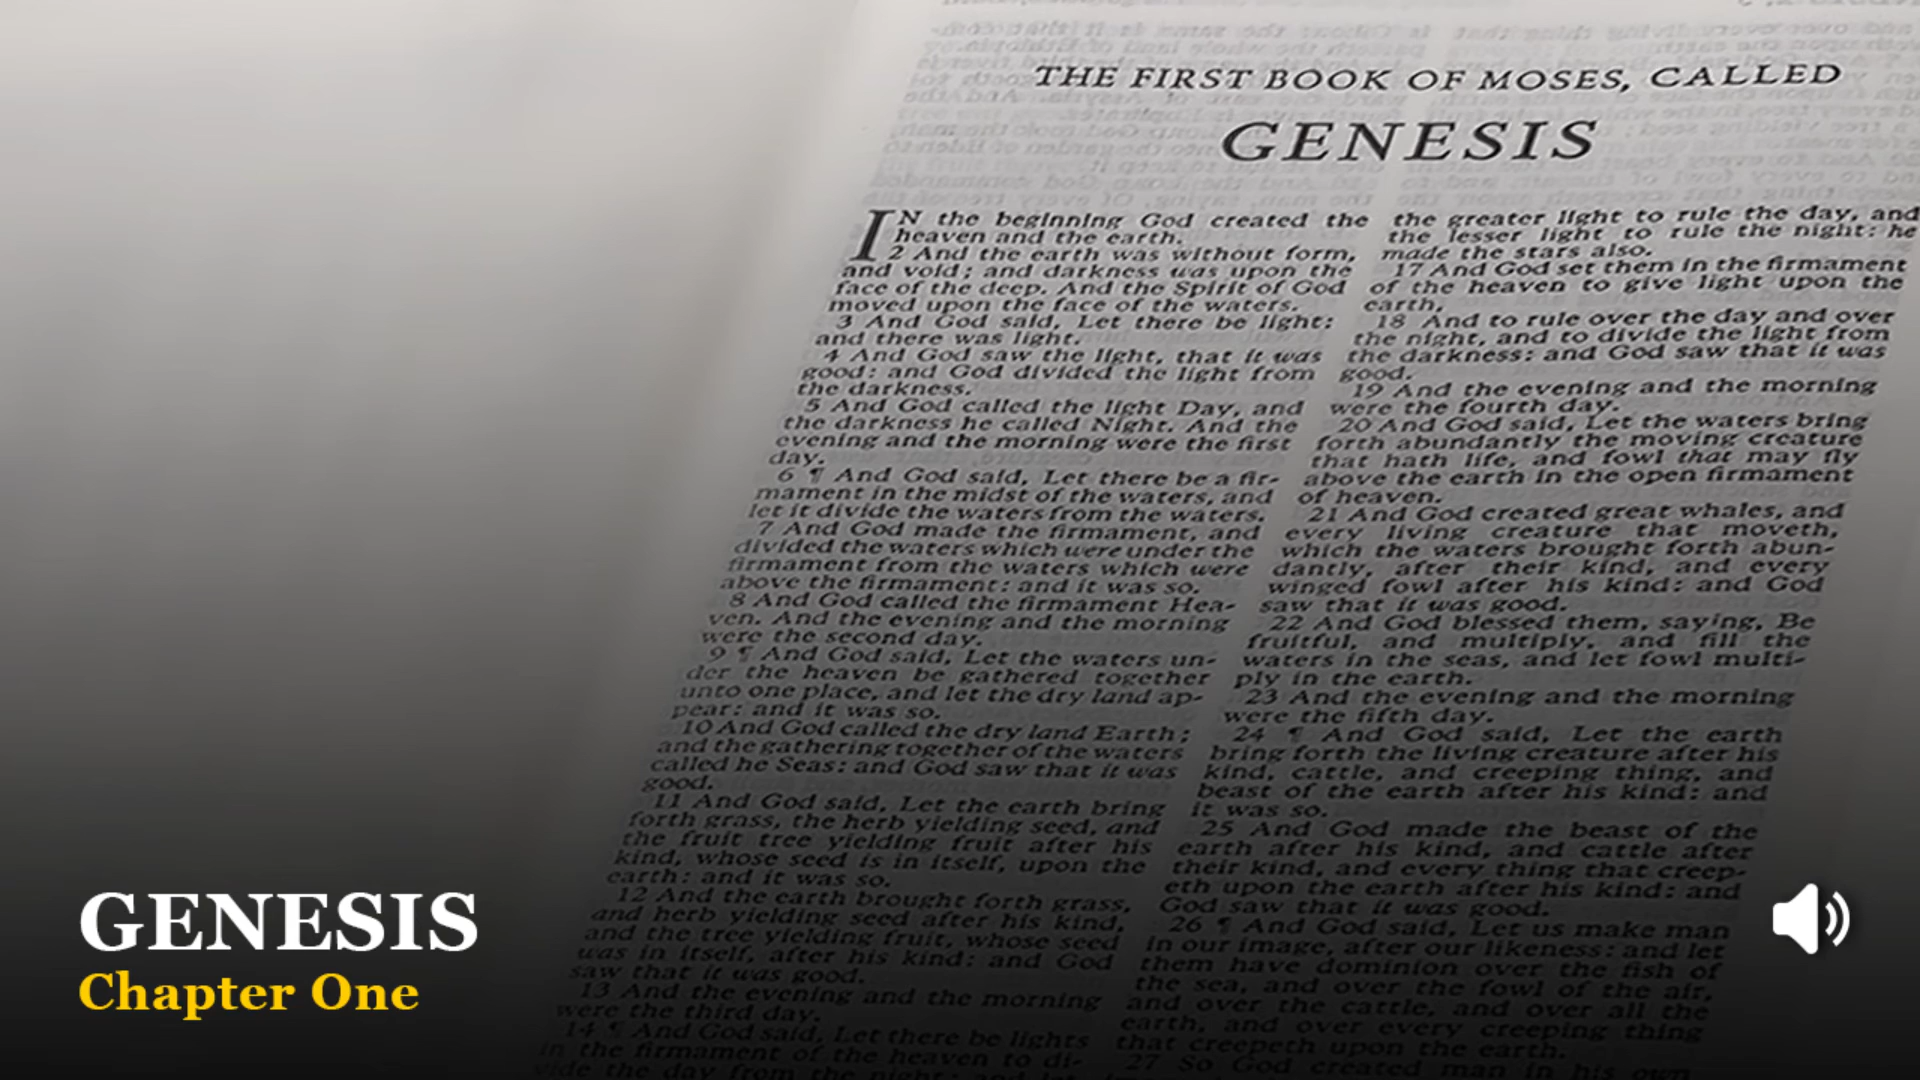 THE FIRST BOOK OF MOSES, CALLED
GENESIS
IN the beginning God created the
heaven and the earth.
2 And the earth was without form,
and void; and darkness was upon the
face of the deep. And the Spirit of God
moved upon the face of the waters.
3 And God said, Let there be light:
and there was light.
4 And God saw the light, that it was
good: and God divided the light from
the darkness.
5 And God called the light Day, and
the darkness he called Night. And the
evening and the morning were the first
day.
6 ¶ And God said, Let there be a fir-
mament in the midst of the waters, and
let it divide the waters from the waters.
7 And God made the firmament, and
divided the waters which were under the
firmament from the waters which were
above the firmament: and it was so.
8 And God called the firmament Hea-
ven. And the evening and the morning
were the second day.
9 ¶ And God said, Let the waters un-
der the heaven be gathered together
unto one place, and let the dry land ap-
pear: and it was so.
10 And God called the dry land Earth;
and the gathering together of the waters
called he Seas: and God saw that it was
good.
11 And God said, Let the earth bring
forth grass, the herb yielding seed, and
the fruit tree yielding fruit after his
kind, whose seed is in itself, upon the
earth: and it was so.
12 And the earth brought forth grass,
and herb yielding seed after his kind,
and the tree yielding fruit, whose seed
was in itself, after his kind: and God
saw that it was good.
13 And the evening and the morning
were the third day.
14 ¶ And God said, Let there be lights
in the firmament of the heaven to di-
vide the day from the night; and let
the greater light to rule the day, and
the lesser light to rule the night: he
made the stars also.
17 And God set them in the firmament
of the heaven to give light upon the
earth,
18 And to rule over the day and over
the night, and to divide the light from
the darkness: and God saw that it was
good.
19 And the evening and the morning
were the fourth day.
20 And God said, Let the waters bring
forth abundantly the moving creature
that hath life, and fowl that may fly
above the earth in the open firmament
of heaven.
21 And God created great whales, and
every living creature that moveth,
which the waters brought forth abun-
dantly, after their kind, and every
winged fowl after his kind: and God
saw that it was good.
22 And God blessed them, saying, Be
fruitful, and multiply, and fill the
waters in the seas, and let fowl multi-
ply in the earth.
23 And the evening and the morning
were the fifth day.
24 ¶ And God said, Let the earth
bring forth the living creature after his
kind, cattle, and creeping thing, and
beast of the earth after his kind: and
it was so.
25 And God made the beast of the
earth after his kind, and cattle after
their kind, and every thing that creep-
eth upon the earth after his kind: and
God saw that it was good.
26 ¶ And God said, Let us make man
in our image, after our likeness: and let
them have dominion over the fish of
the sea, and over the fowl of the air,
and over the cattle, and over all the
earth, and over every creeping thing
that creepeth upon the earth.
27 So God created man in his own
GENESIS
Chapter One